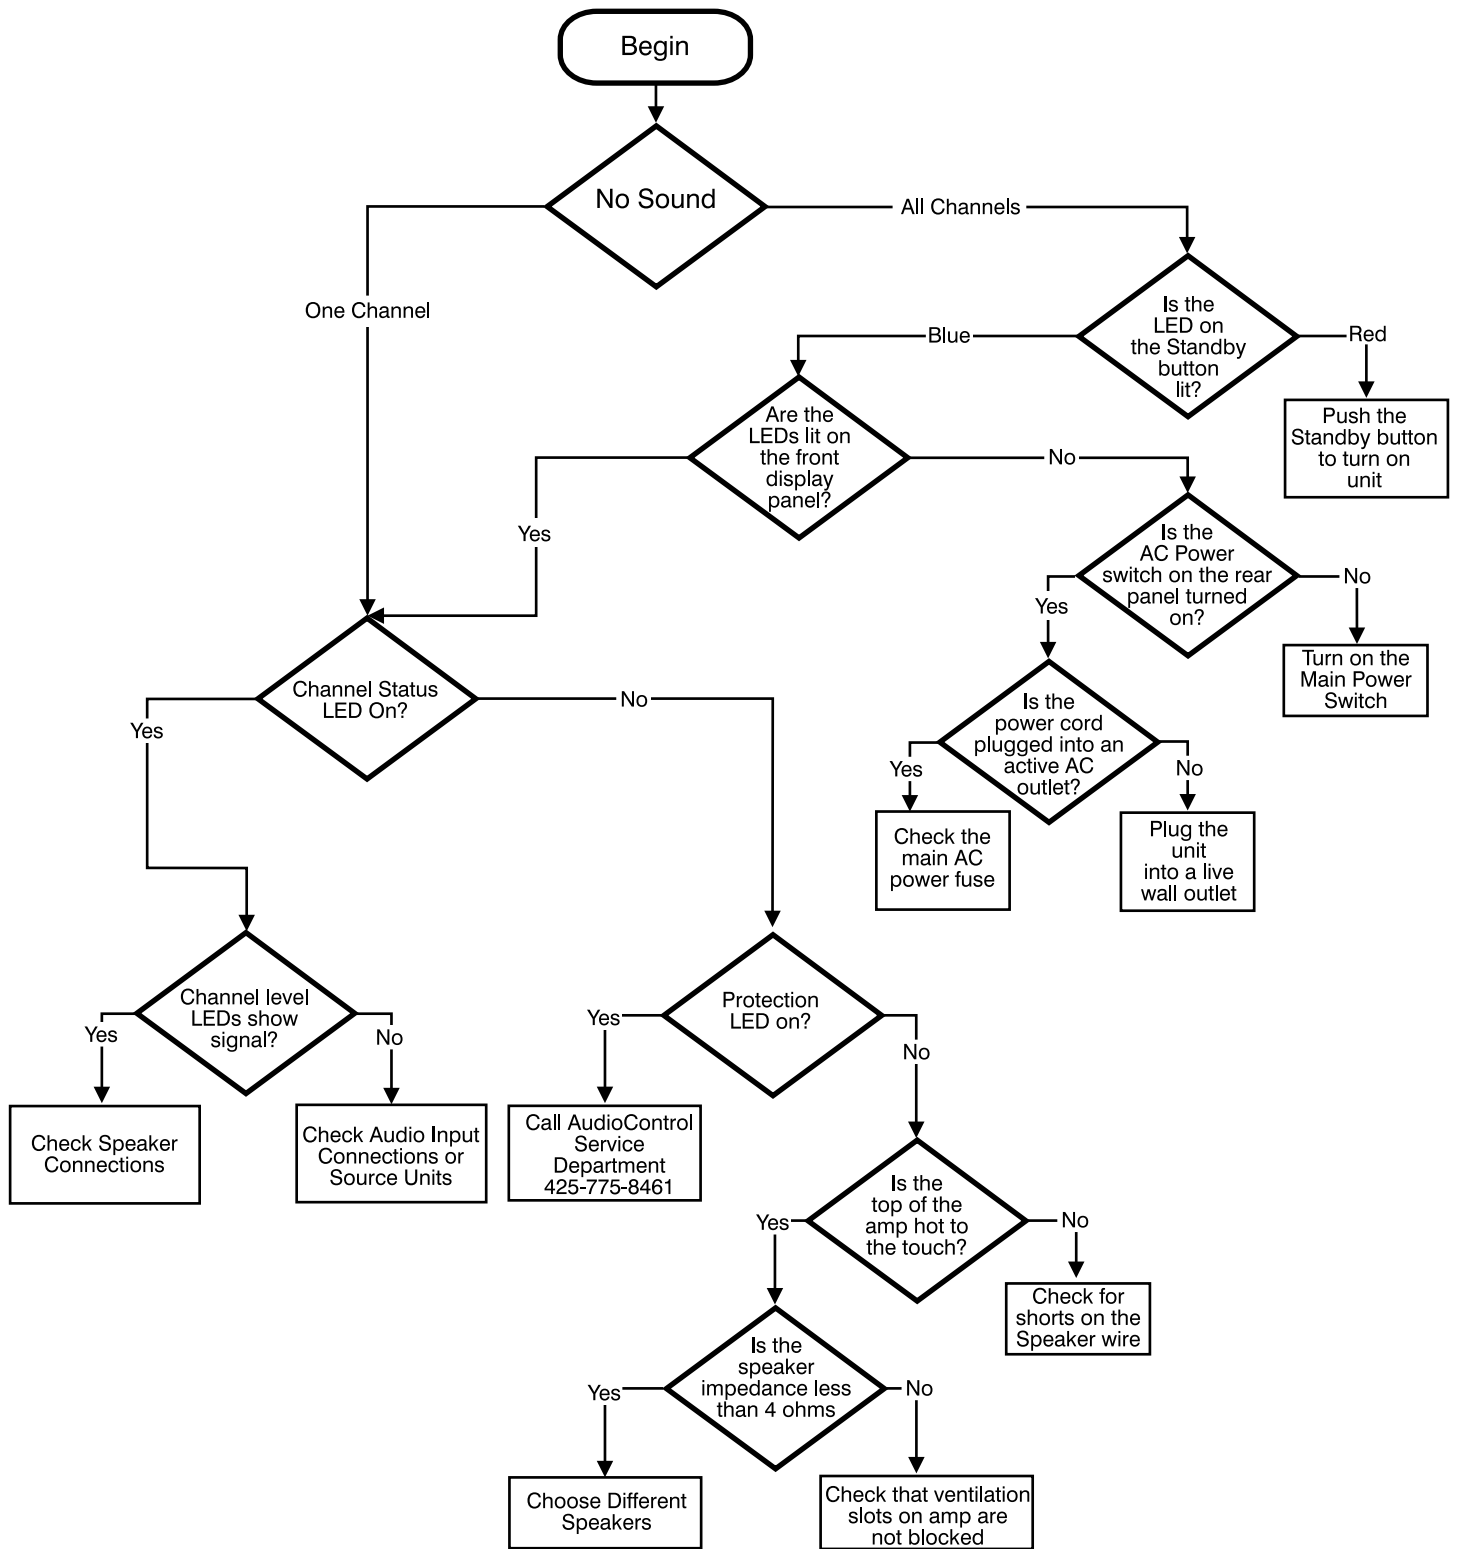 Begin
No Sound
All Channels
One Channel
Is the
LED on
the Standby
button
lit?
Blue
Red
Push the
Standby button
to turn on
unit
Are the
LEDs lit on
the front
display
panel?
No
Yes
Is the
AC Power
switch on the rear
panel turned
on?
Yes
No
Turn on the
Main Power
Switch
Is the
power cord
plugged into an
active AC
outlet?
Yes
No
Check the
main AC
power fuse
Plug the
unit
into a live
wall outlet
Channel Status
LED On?
Yes
No
Channel level
LEDs show
signal?
Yes
No
Check Speaker
Connections
Check Audio Input
Connections or
Source Units
Protection
LED on?
Yes
No
Call AudioControl
Service
Department
425-775-8461
Is the
top of the
amp hot to
the touch?
Yes
No
Check for
shorts on the
Speaker wire
Is the
speaker
impedance less
than 4 ohms
Yes
No
Choose Different
Speakers
Check that ventilation
slots on amp are
not blocked